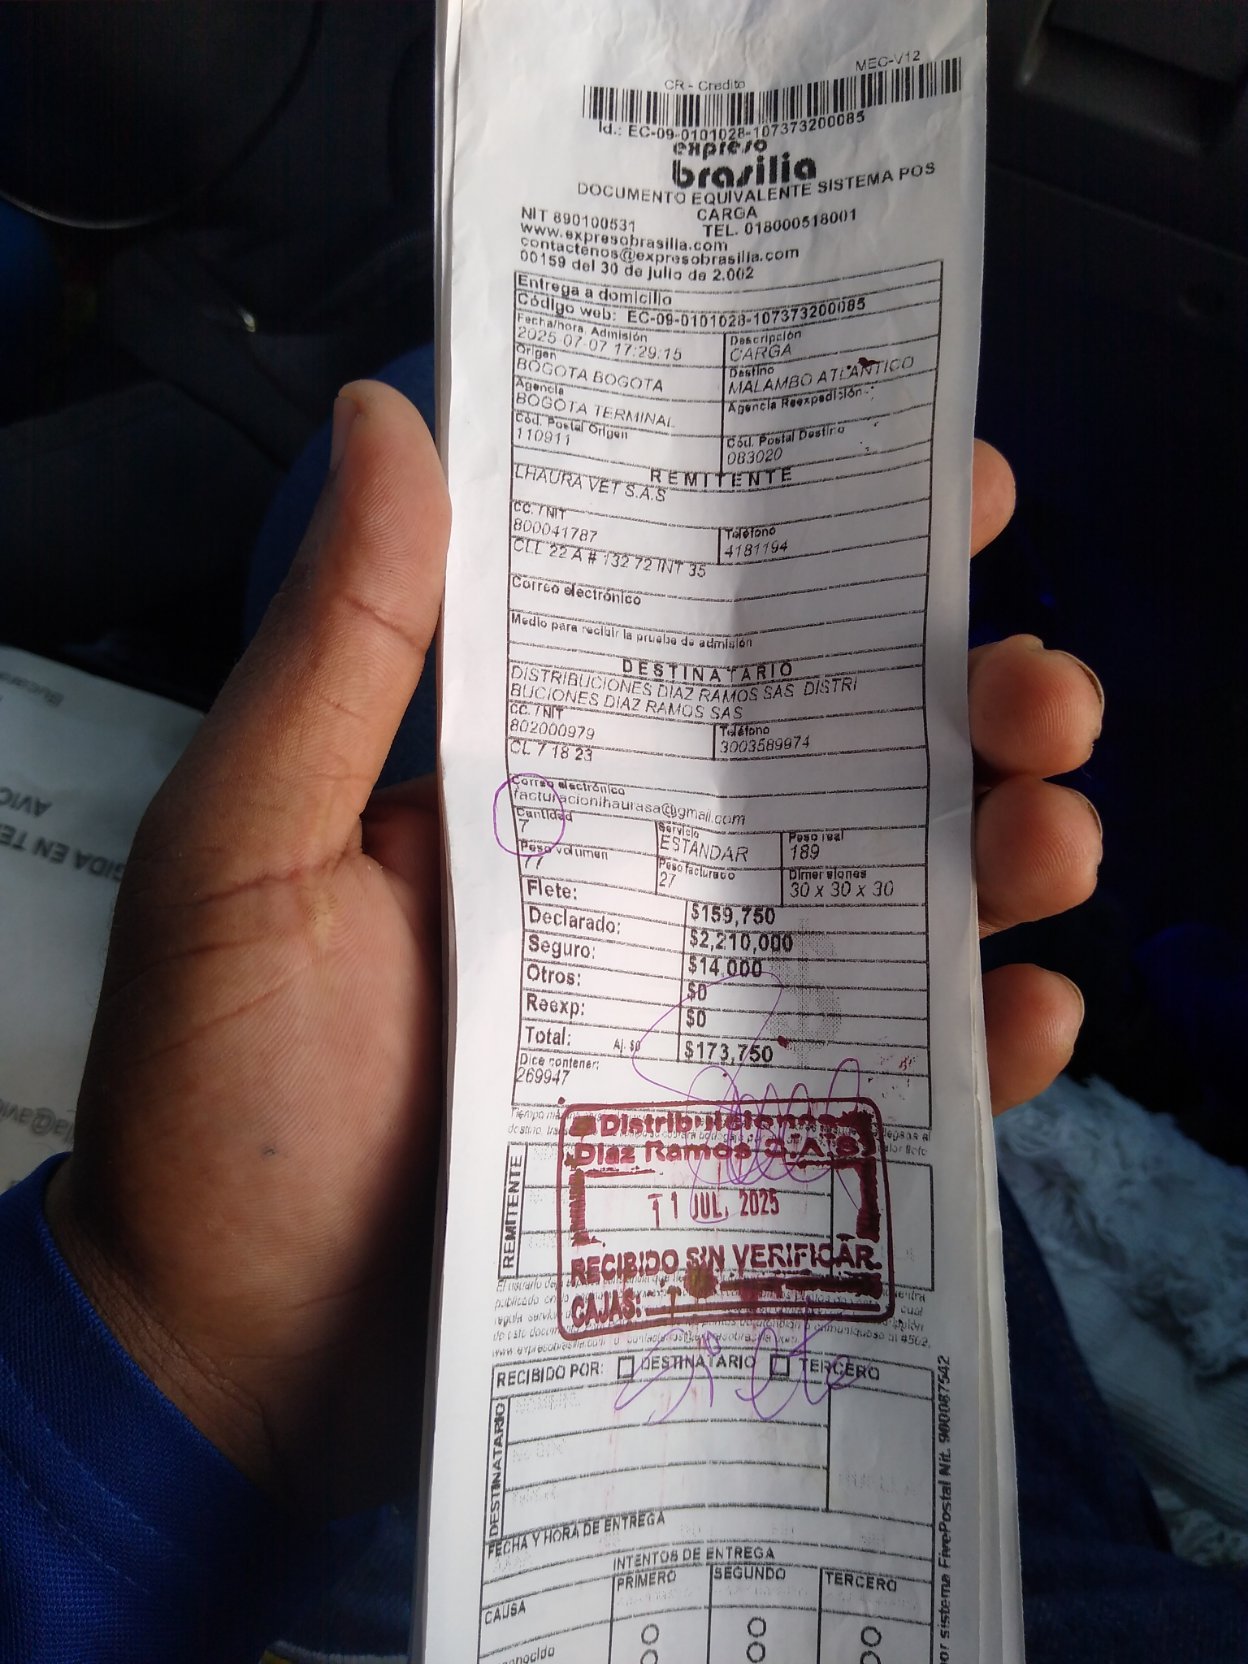 MEC-V12
CR - Credito
Id.: EC-09-0101028-107373200085
expreso
brasilia
DOCUMENTO EQUIVALENTE SISTEMA POS
CARGA
NIT 890100531 TEL. 018000518001
www.expresobrasilia.com
contactenos@expresobrasilia.com
00159 del 30 de julio de 2.002
Entrega a domicilio
Código web: EC-09-0101028-107373200085
Fecha/hora. Admisión Descripción
2025-07-07 17:29:15 CARGA
Origen Destino
BOGOTA BOGOTA MALAMBO ATLANTICO
Agencia Agencia Reexpedición
BOGOTA TERMINAL
Cód. Postal Origen Cód. Postal Destino
110911 083020
REMITENTE
LHAURA VET S.A.S
CC. / NIT Teléfono
800041787 4181194
CLL 22 A # 132 72 INT 35
Correo electrónico
Medio para recibir la prueba de admisión
DESTINATARIO
DISTRIBUCIONES DIAZ RAMOS SAS DISTRI
BUCIONES DIAZ RAMOS SAS
CC. / NIT Teléfono
802000979 3003589974
CL 7 18 23
Correo electrónico
facturacionlhaurasa@gmail.com
Cantidad Servicio Peso real
7 ESTANDAR 189
Peso volumen Peso facturado Dimensiones
77 27 30 x 30 x 30
Flete: $159,750
Declarado: $2,210,000
Seguro: $14,000
Otros: $0
Reexp: $0
Total: Aj. $0 $173,750
Dice contener:
269947
Distribuciones
Diaz Ramos S.A.S
REMITENTE
11 JUL. 2025
RECIBIDO SIN VERIFICAR.
CAJAS:
siete
RECIBIDO POR: DESTINATARIO TERCERO
DESTINATARIO
FECHA Y HORA DE ENTREGA
INTENTOS DE ENTREGA
PRIMERO SEGUNDO TERCERO
CAUSA
sistema FivePostal Nit. 900087542